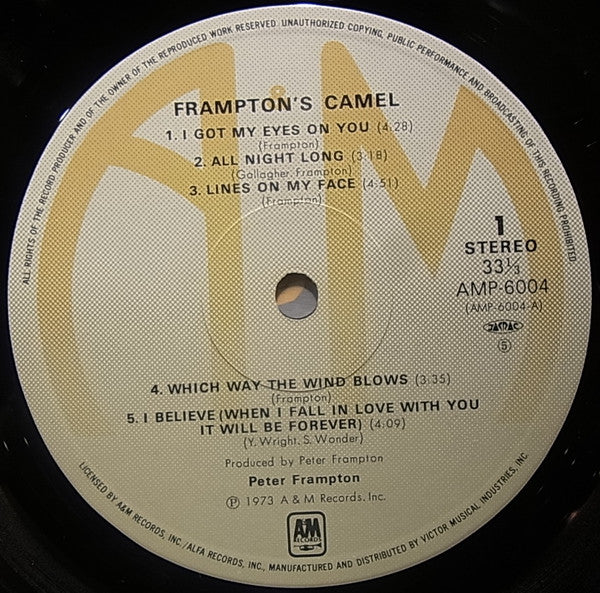 ALL RIGHTS OF THE RECORD PRODUCER AND OF THE OWNER OF THE REPRODUCED WORK RESERVED. UNAUTHORIZED COPYING, PUBLIC PERFORMANCE AND BROADCASTING OF THIS RECORD PROHIBITED.
FRAMPTON'S CAMEL
1. I GOT MY EYES ON YOU (4:28)
(Frampton)
2. ALL NIGHT LONG (3:18)
(Gallagher, Frampton)
3. LINES ON MY FACE (4:51)
(Frampton)
1
STEREO
33⅓
AMP-6004
(AMP-6004-A)
JASRAC
⑤
4. WHICH WAY THE WIND BLOWS (3:35)
(Frampton)
5. I BELIEVE (WHEN I FALL IN LOVE WITH YOU
IT WILL BE FOREVER) (4:09)
(Y. Wright, S. Wonder)
Produced by Peter Frampton
Peter Frampton
℗ 1973 A & M Records, Inc.
A&M
RECORDS
LICENSED BY A&M RECORDS, INC./ALFA RECORDS, INC., MANUFACTURED AND DISTRIBUTED BY VICTOR MUSICAL INDUSTRIES, INC.